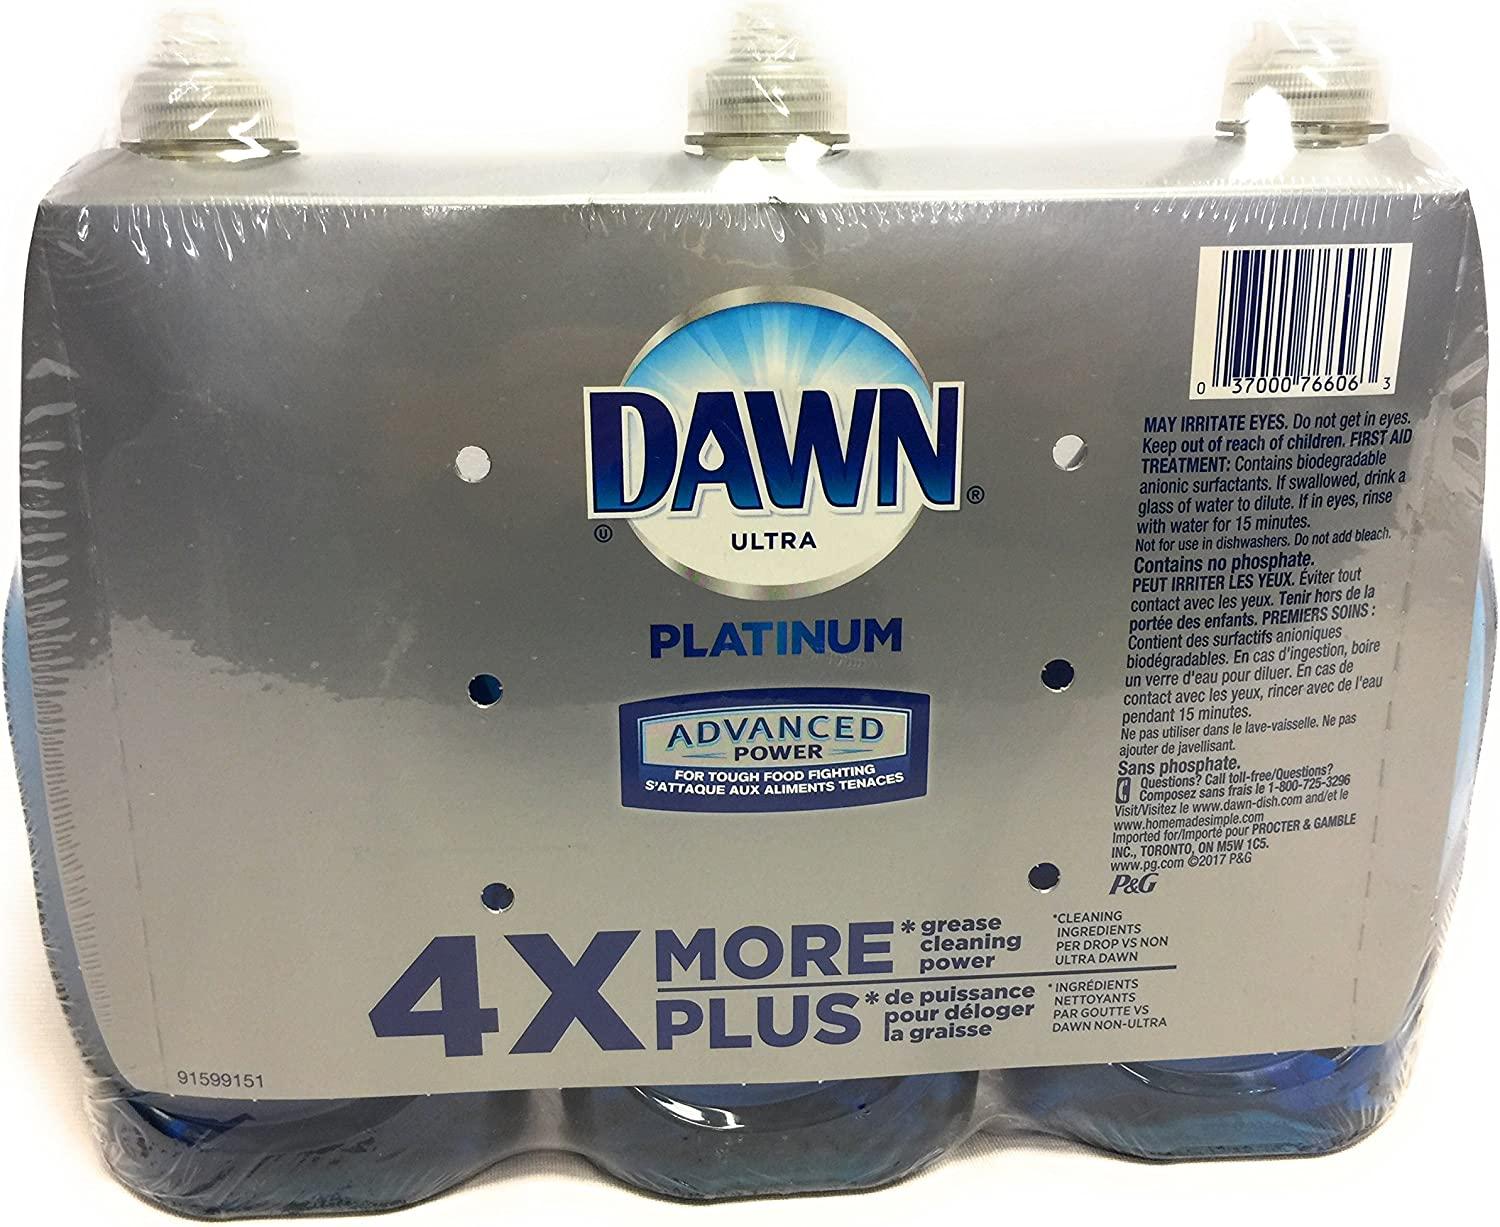 DAWN®
Ⓤ
ULTRA
PLATINUM
ADVANCED
POWER
FOR TOUGH FOOD FIGHTING
S'ATTAQUE AUX ALIMENTS TENACES
0 37000 76606 3
MAY IRRITATE EYES. Do not get in eyes.
Keep out of reach of children. FIRST AID
TREATMENT: Contains biodegradable
anionic surfactants. If swallowed, drink a
glass of water to dilute. If in eyes, rinse
with water for 15 minutes.
Not for use in dishwashers. Do not add bleach.
Contains no phosphate.
PEUT IRRITER LES YEUX. Éviter tout
contact avec les yeux. Tenir hors de la
portée des enfants. PREMIERS SOINS :
Contient des surfactifs anioniques
biodégradables. En cas d'ingestion, boire
un verre d'eau pour diluer. En cas de
contact avec les yeux, rincer avec de l'eau
pendant 15 minutes.
Ne pas utiliser dans le lave-vaisselle. Ne pas
ajouter de javellisant.
Sans phosphate.
Questions? Call toll-free/Questions?
Composez sans frais le 1-800-725-3296
Visit/Visitez le www.dawn-dish.com and/et le
www.homemadesimple.com
Imported for/Importé pour PROCTER & GAMBLE
INC., TORONTO, ON M5W 1C5.
www.pg.com ©2017 P&G
P&G
4X
MORE* grease
cleaning
power
*CLEANING
INGREDIENTS
PER DROP VS NON
ULTRA DAWN
PLUS* de puissance
pour déloger
la graisse
*INGRÉDIENTS
NETTOYANTS
PAR GOUTTE VS
DAWN NON-ULTRA
91599151